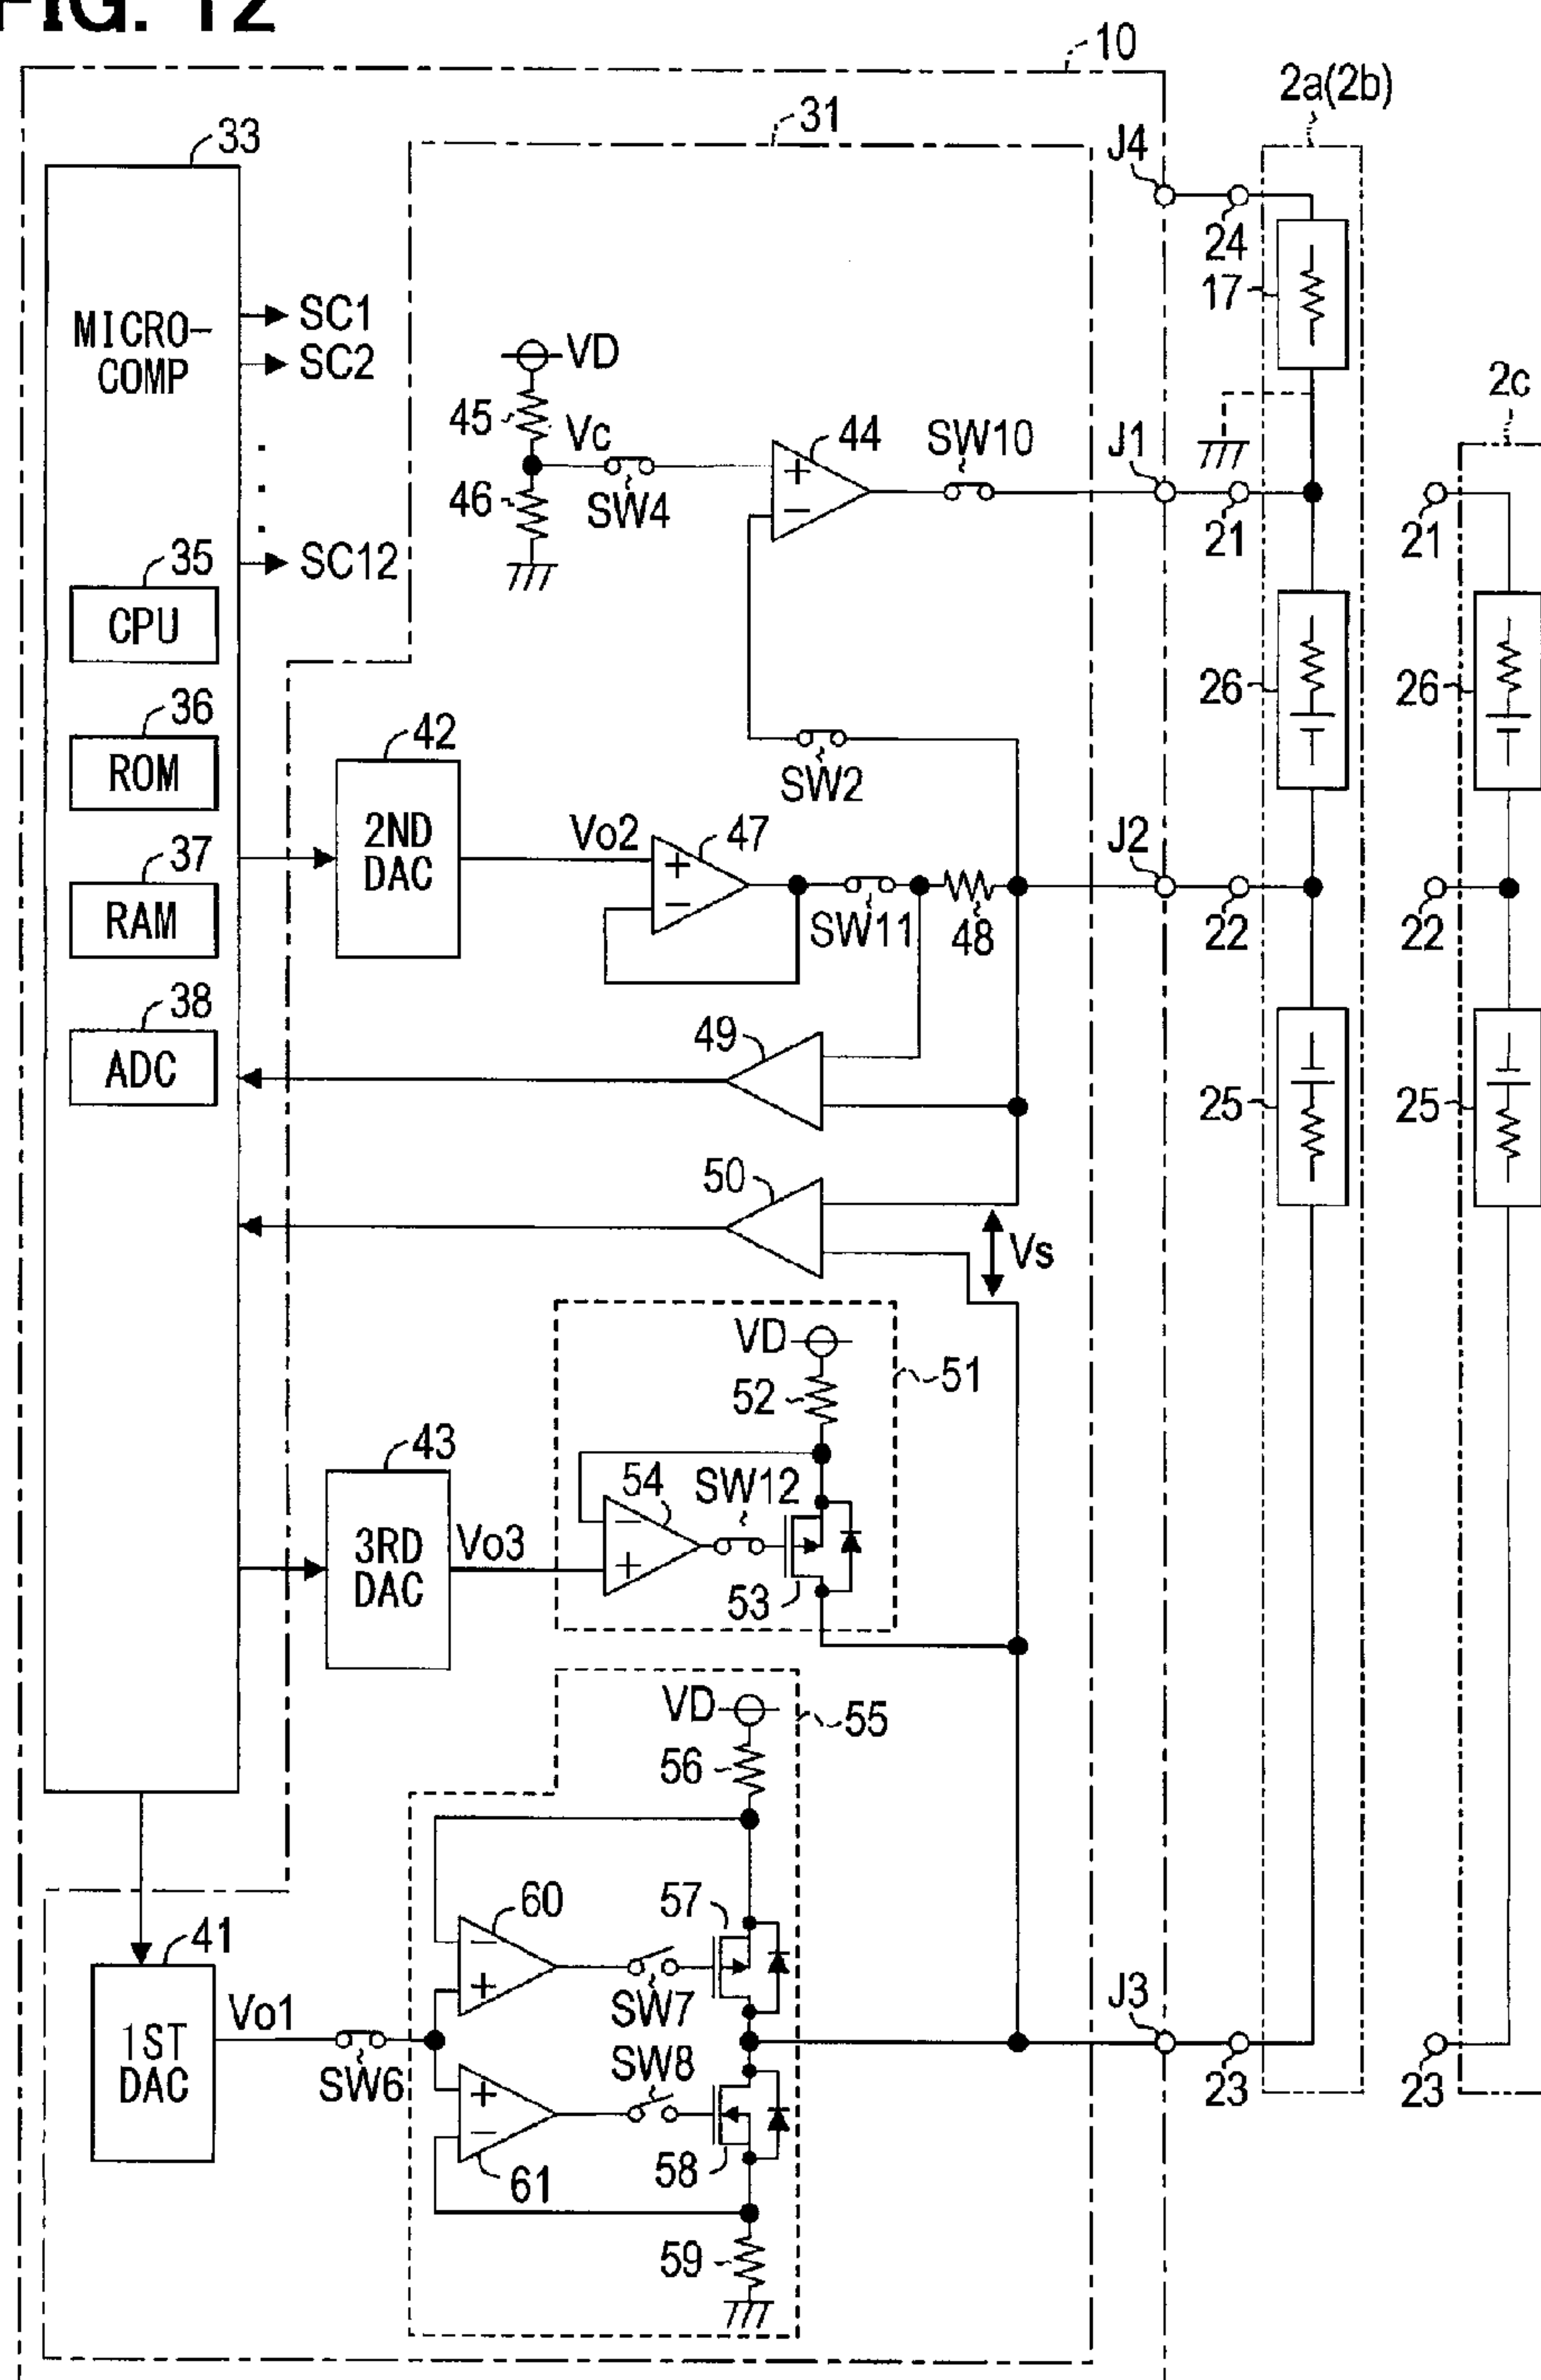 FIG. 12
10
2a(2b)
31
33
J4
24
17
MICRO-
COMP
SC1
SC2
SC12
VD
45
Vc
46
SW4
44
SW10
J1
21
2c
21
35
CPU
36
ROM
37
RAM
38
ADC
26
26
SW2
42
2ND
DAC
Vo2
47
SW11
48
J2
22
22
49
25
25
50
Vs
VD
52
51
43
3RD
DAC
Vo3
54
SW12
53
VD
56
55
60
57
SW7
41
1ST
DAC
Vo1
SW6
SW8
61
58
59
J3
23
23